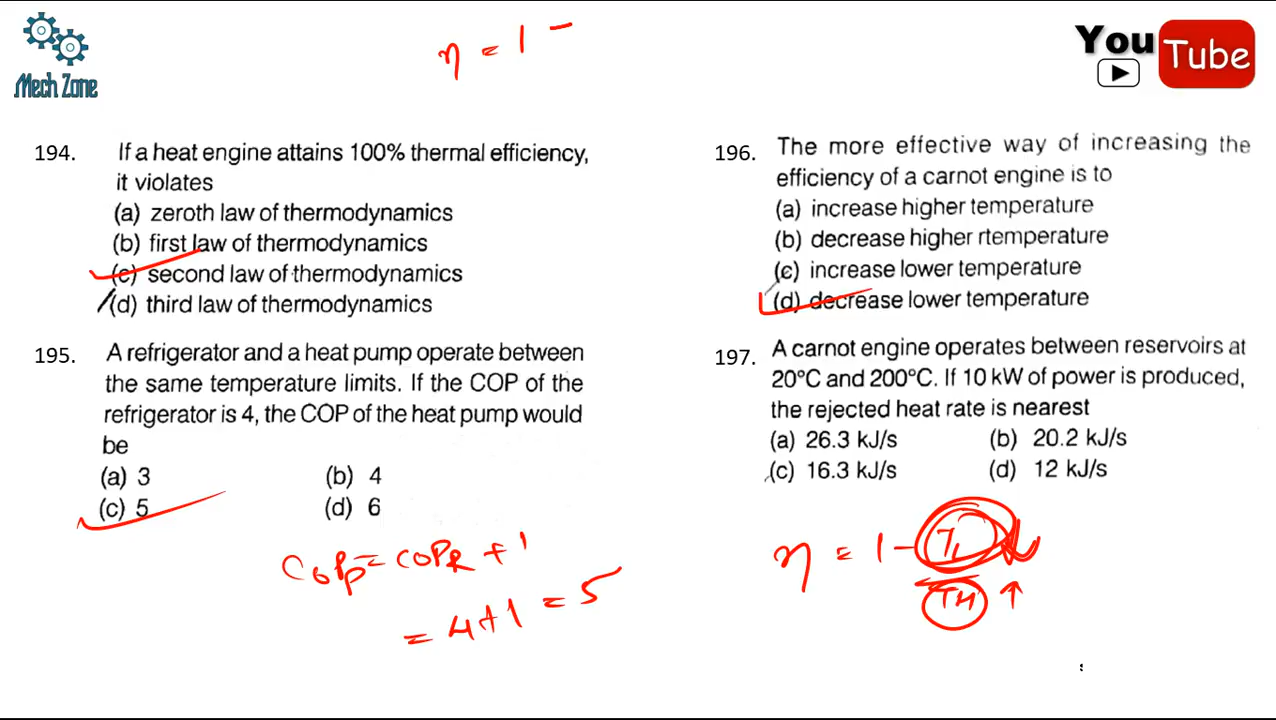 Mech Zone
η = 1 -
You Tube
194. If a heat engine attains 100% thermal efficiency,
it violates
(a) zeroth law of thermodynamics
(b) first law of thermodynamics
(c) second law of thermodynamics
(d) third law of thermodynamics
195. A refrigerator and a heat pump operate between
the same temperature limits. If the COP of the
refrigerator is 4, the COP of the heat pump would
be
(a) 3 (b) 4
(c) 5 (d) 6
COPp = COPR + 1
= 4+1 = 5
196. The more effective way of increasing the
efficiency of a carnot engine is to
(a) increase higher temperature
(b) decrease higher rtemperature
(c) increase lower temperature
(d) decrease lower temperature
197. A carnot engine operates between reservoirs at
20°C and 200°C. If 10 kW of power is produced,
the rejected heat rate is nearest
(a) 26.3 kJ/s (b) 20.2 kJ/s
(c) 16.3 kJ/s (d) 12 kJ/s
η = 1 - TL ↓
TH ↑